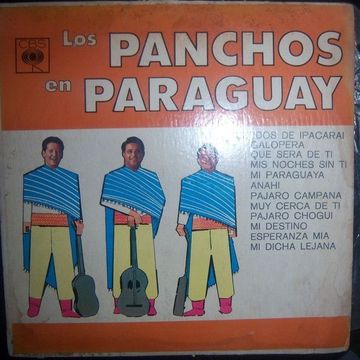 CBS
Los PANCHOS
en PARAGUAY
DOS DE IPACARAI
GALOPERA
QUE SERA DE TI
MIS NOCHES SIN TI
MI PARAGUAYA
ANAHI
PAJARO CAMPANA
MUY CERCA DE TI
PAJARO CHOGUI
MI DESTINO
ESPERANZA MIA
MI DICHA LEJANA